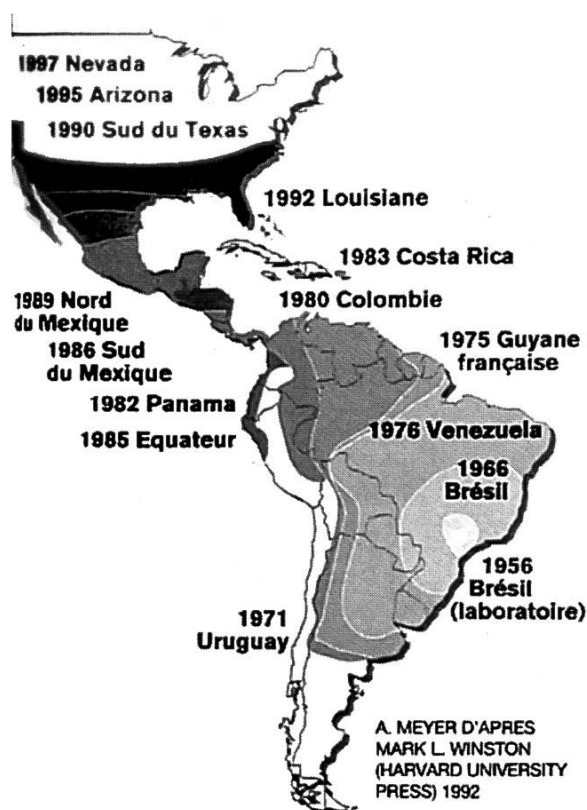 1997 Nevada
1995 Arizona
1990 Sud du Texas
1992 Louisiane
1983 Costa Rica
1980 Colombie
1989 Nord
du Mexique
1986 Sud
du Mexique
1982 Panama
1985 Equateur
1975 Guyane
française
1976 Venezuela
1966
Brésil
1956
Brésil
(laboratoire)
1971
Uruguay
A. MEYER D'APRES
MARK L. WINSTON
(HARVARD UNIVERSITY
PRESS) 1992